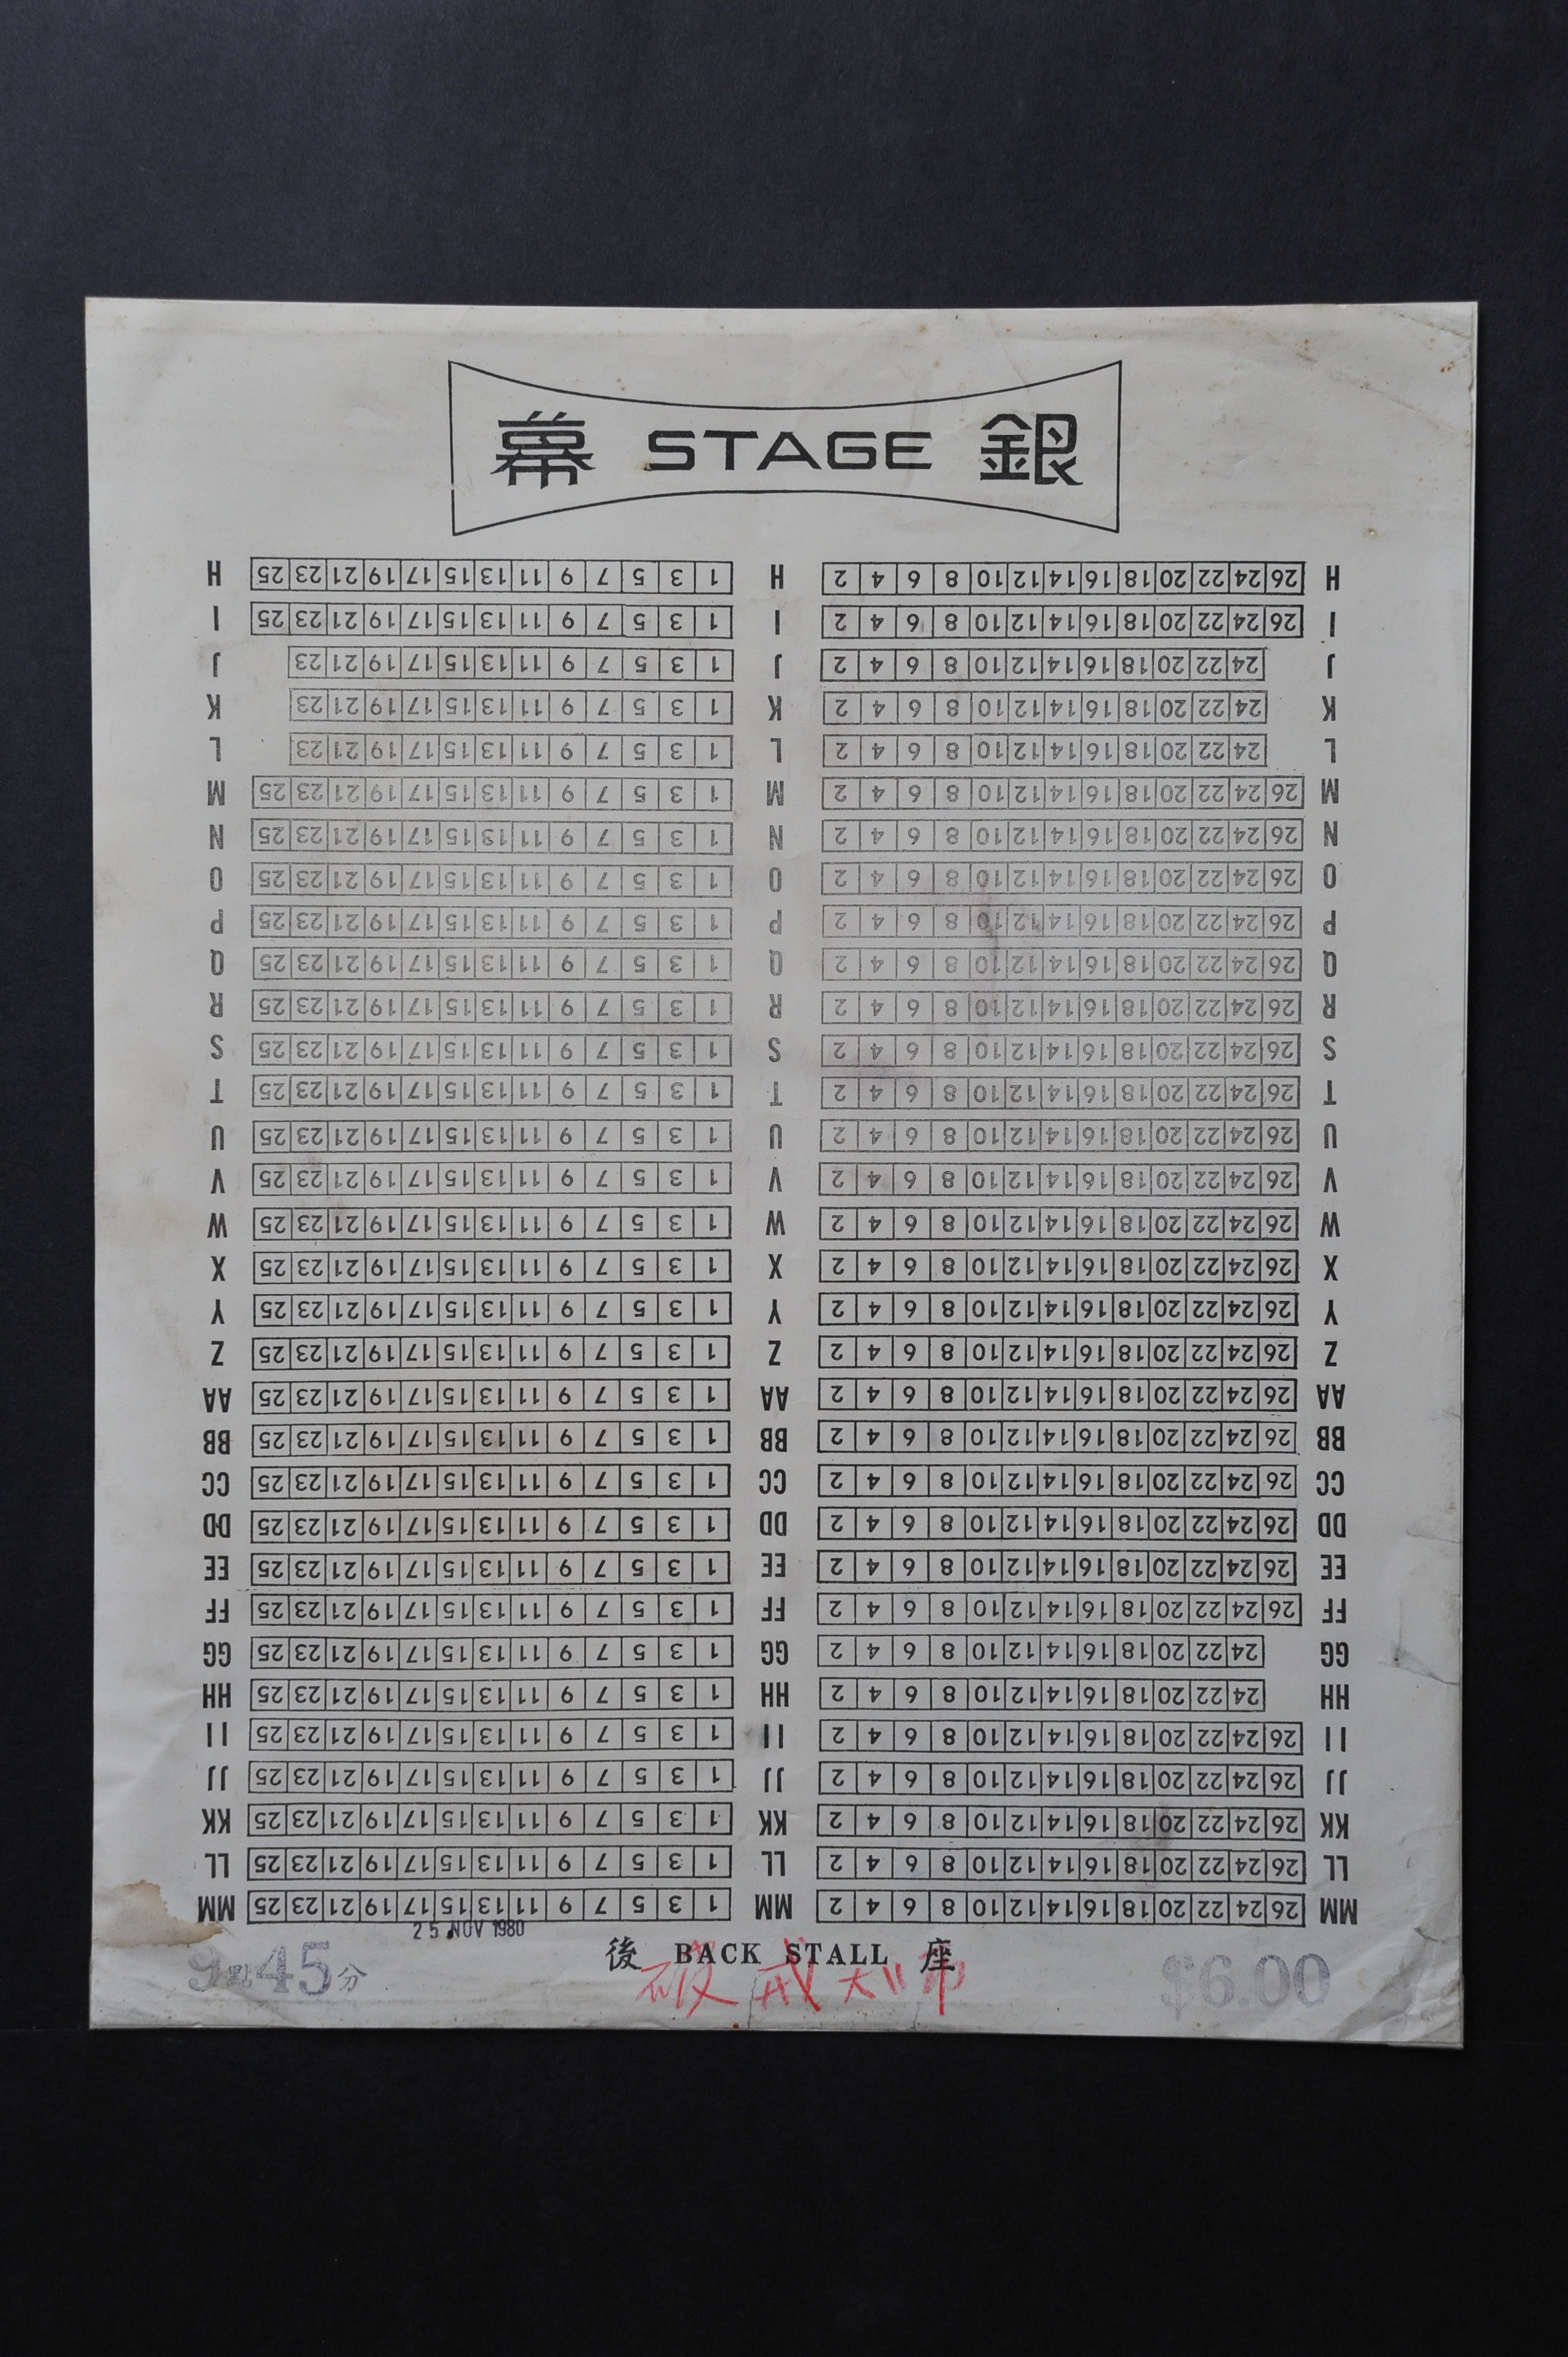 幕 STAGE 銀
H 25 23 21 19 17 15 13 11 9 7 5 3 1 H 2 4 6 8 10 12 14 16 18 20 22 24 26 H
I 25 23 21 19 17 15 13 11 9 7 5 3 1 I 2 4 6 8 10 12 14 16 18 20 22 24 26 I
J 23 21 19 17 15 13 11 9 7 5 3 1 J 2 4 6 8 10 12 14 16 18 20 22 24 J
K 23 21 19 17 15 13 11 9 7 5 3 1 K 2 4 6 8 10 12 14 16 18 20 22 24 K
L 23 21 19 17 15 13 11 9 7 5 3 1 L 2 4 6 8 10 12 14 16 18 20 22 24 L
M 25 23 21 19 17 15 13 11 9 7 5 3 1 M 2 4 6 8 10 12 14 16 18 20 22 24 26 M
N 25 23 21 19 17 15 13 11 9 7 5 3 1 N 2 4 6 8 10 12 14 16 18 20 22 24 26 N
O 25 23 21 19 17 15 13 11 9 7 5 3 1 O 2 4 6 8 10 12 14 16 18 20 22 24 26 O
P 25 23 21 19 17 15 13 11 9 7 5 3 1 P 2 4 6 8 10 12 14 16 18 20 22 24 26 P
Q 25 23 21 19 17 15 13 11 9 7 5 3 1 Q 2 4 6 8 10 12 14 16 18 20 22 24 26 Q
R 25 23 21 19 17 15 13 11 9 7 5 3 1 R 2 4 6 8 10 12 14 16 18 20 22 24 26 R
S 25 23 21 19 17 15 13 11 9 7 5 3 1 S 2 4 6 8 10 12 14 16 18 20 22 24 26 S
T 25 23 21 19 17 15 13 11 9 7 5 3 1 T 2 4 6 8 10 12 14 16 18 20 22 24 26 T
U 25 23 21 19 17 15 13 11 9 7 5 3 1 U 2 4 6 8 10 12 14 16 18 20 22 24 26 U
V 25 23 21 19 17 15 13 11 9 7 5 3 1 V 2 4 6 8 10 12 14 16 18 20 22 24 26 V
W 25 23 21 19 17 15 13 11 9 7 5 3 1 W 2 4 6 8 10 12 14 16 18 20 22 24 26 W
X 25 23 21 19 17 15 13 11 9 7 5 3 1 X 2 4 6 8 10 12 14 16 18 20 22 24 26 X
Y 25 23 21 19 17 15 13 11 9 7 5 3 1 Y 2 4 6 8 10 12 14 16 18 20 22 24 26 Y
Z 25 23 21 19 17 15 13 11 9 7 5 3 1 Z 2 4 6 8 10 12 14 16 18 20 22 24 26 Z
AA 25 23 21 19 17 15 13 11 9 7 5 3 1 AA 2 4 6 8 10 12 14 16 18 20 22 24 26 AA
BB 25 23 21 19 17 15 13 11 9 7 5 3 1 BB 2 4 6 8 10 12 14 16 18 20 22 24 26 BB
CC 25 23 21 19 17 15 13 11 9 7 5 3 1 CC 2 4 6 8 10 12 14 16 18 20 22 24 26 CC
DD 25 23 21 19 17 15 13 11 9 7 5 3 1 DD 2 4 6 8 10 12 14 16 18 20 22 24 26 DD
EE 25 23 21 19 17 15 13 11 9 7 5 3 1 EE 2 4 6 8 10 12 14 16 18 20 22 24 26 EE
FF 25 23 21 19 17 15 13 11 9 7 5 3 1 FF 2 4 6 8 10 12 14 16 18 20 22 24 26 FF
GG 25 23 21 19 17 15 13 11 9 7 5 3 1 GG 2 4 6 8 10 12 14 16 18 20 22 24 GG
HH 25 23 21 19 17 15 13 11 9 7 5 3 1 HH 2 4 6 8 10 12 14 16 18 20 22 24 HH
II 25 23 21 19 17 15 13 11 9 7 5 3 1 II 2 4 6 8 10 12 14 16 18 20 22 24 26 II
JJ 25 23 21 19 17 15 13 11 9 7 5 3 1 JJ 2 4 6 8 10 12 14 16 18 20 22 24 26 JJ
KK 25 23 21 19 17 15 13 11 9 7 5 3 1 KK 2 4 6 8 10 12 14 16 18 20 22 24 26 KK
LL 25 23 21 19 17 15 13 11 9 7 5 3 1 LL 2 4 6 8 10 12 14 16 18 20 22 24 26 LL
MM 25 23 21 19 17 15 13 11 9 7 5 3 1 MM 2 4 6 8 10 12 14 16 18 20 22 24 26 MM
25 NOV 1980
後 BACK STALL 座
9點45分
破戒大师
$6.00